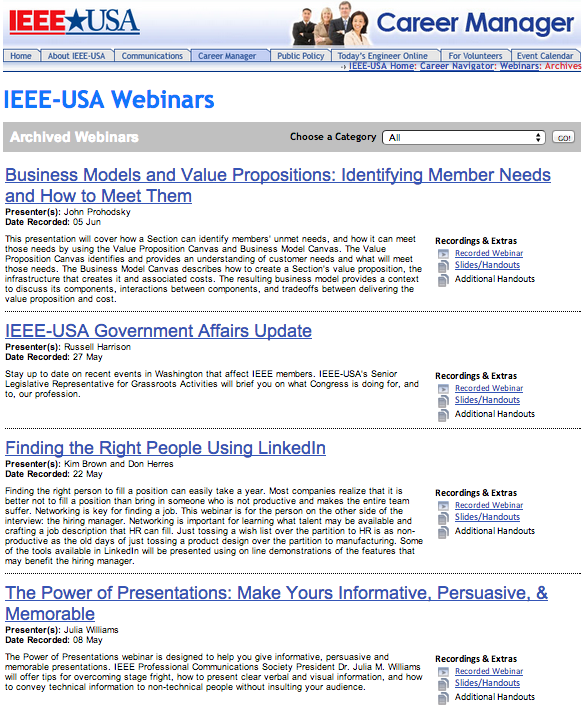 IEEE USA
Career Manager
Home About IEEE-USA Communications Career Manager Public Policy Today's Engineer Online For Volunteers Event Calendar
IEEE-USA Home: Career Navigator: Webinars: Archives
IEEE-USA Webinars
Archived Webinars Choose a Category All GO!
Business Models and Value Propositions: Identifying Member Needs
and How to Meet Them
Presenter(s): John Prohodsky
Date Recorded: 05 Jun
This presentation will cover how a Section can identify members' unmet needs, and how it can meet
those needs by using the Value Proposition Canvas and Business Model Canvas. The Value
Proposition Canvas identifies and provides an understanding of customer needs and what will meet
those needs. The Business Model Canvas describes how to create a Section's value proposition, the
infrastructure that creates it and associated costs. The resulting business model provides a context
to discuss its components, interactions between components, and tradeoffs between delivering the
value proposition and cost.
Recordings & Extras
Recorded Webinar
Slides/Handouts
Additional Handouts
IEEE-USA Government Affairs Update
Presenter(s): Russell Harrison
Date Recorded: 27 May
Stay up to date on recent events in Washington that affect IEEE members. IEEE-USA's Senior
Legislative Representative for Grassroots Activities will brief you on what Congress is doing for, and
to, our profession.
Recordings & Extras
Recorded Webinar
Slides/Handouts
Additional Handouts
Finding the Right People Using LinkedIn
Presenter(s): Kim Brown and Don Herres
Date Recorded: 22 May
Finding the right person to fill a position can easily take a year. Most companies realize that it is
better not to fill a position than bring in someone who is not productive and makes the entire team
suffer. Networking is key for finding a job. This webinar is for the person on the other side of the
interview: the hiring manager. Networking is important for learning what talent may be available and
crafting a job description that HR can fill. Just tossing a wish list over the partition to HR is as non-
productive as the old days of just tossing a product design over the partition to manufacturing. Some
of the tools available in LinkedIn will be presented using on line demonstrations of the features that
may benefit the hiring manager.
Recordings & Extras
Recorded Webinar
Slides/Handouts
Additional Handouts
The Power of Presentations: Make Yours Informative, Persuasive, &
Memorable
Presenter(s): Julia Williams
Date Recorded: 08 May
The Power of Presentations webinar is designed to help you give informative, persuasive and
memorable presentations. IEEE Professional Communications Society President Dr. Julia M. Williams
will offer tips for overcoming stage fright, how to present clear verbal and visual information, and how
to convey technical information to non-technical people without insulting your audience.
Recordings & Extras
Recorded Webinar
Slides/Handouts
Additional Handouts